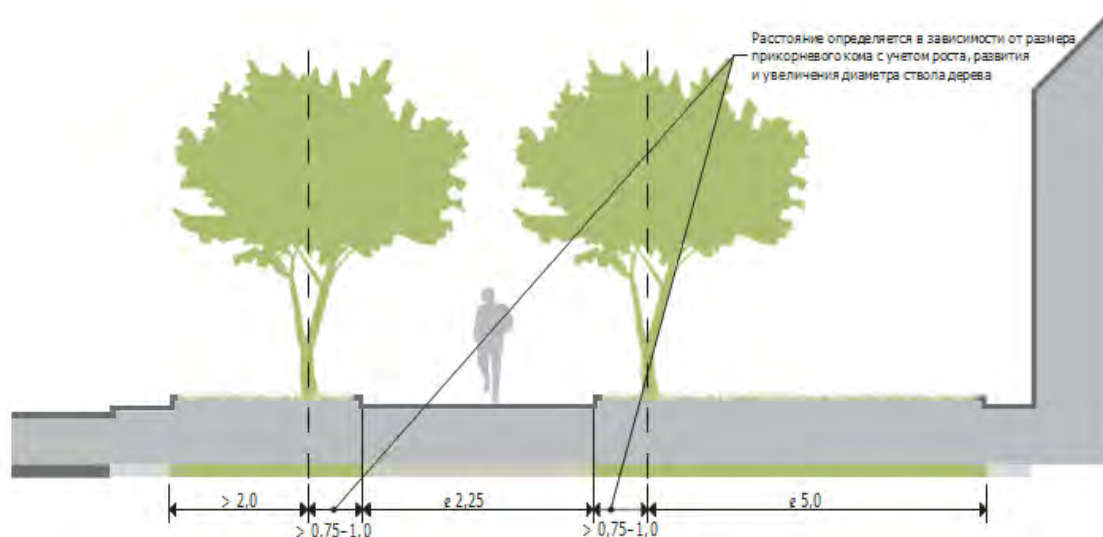 Расстояние определяется в зависимости от размера
прикорневого кома с учетом роста, развития
и увеличения диаметра ствола дерева
> 2,0
> 0,75–1,0
⋜ 2,25
> 0,75–1,0
⋜ 5,0